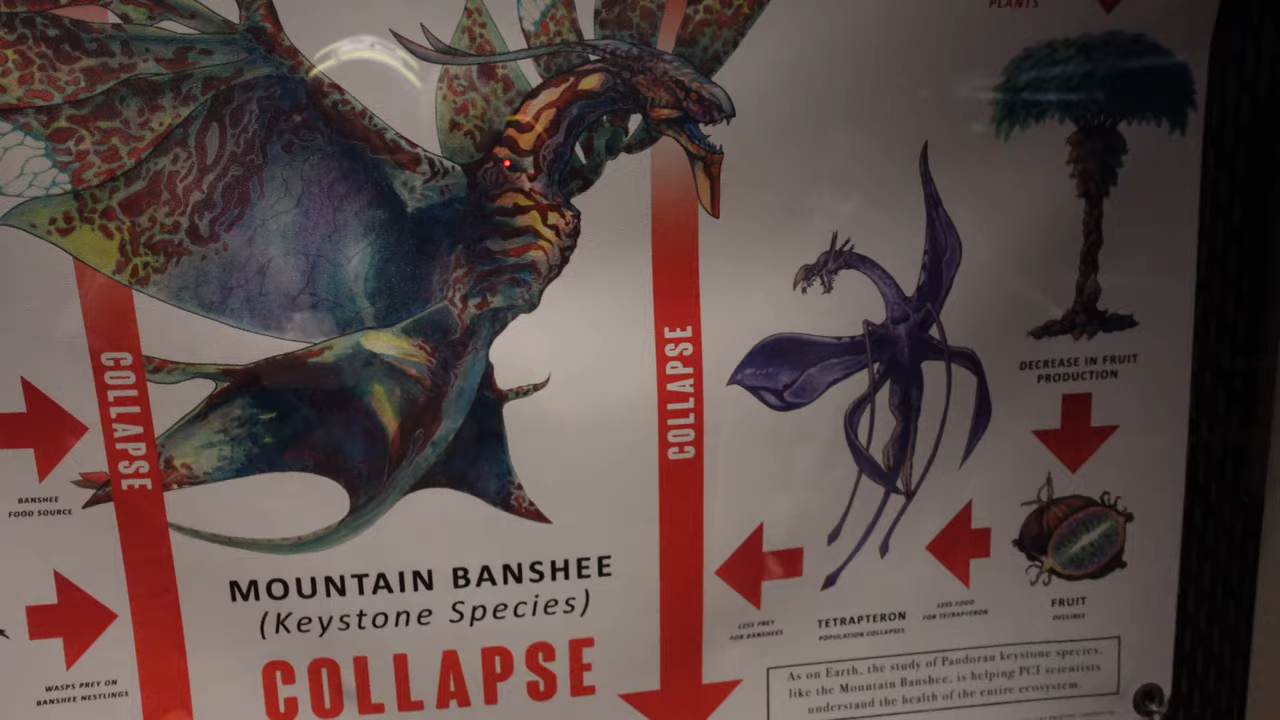 PLANTS
COLLAPSE
COLLAPSE
DECREASE IN FRUIT
PRODUCTION
BANSHEE
FOOD SOURCE
MOUNTAIN BANSHEE
(Keystone Species)
COLLAPSE
WASPS PREY ON
BANSHEE NESTLINGS
LESS PREY
FOR BANSHEES
TETRAPTERON
POPULATION COLLAPSES
LESS FOOD
FOR TETRAPTERON
FRUIT
DECLINES
As on Earth, the study of Pandoran keystone species,
like the Mountain Banshee, is helping PCI scientists
understand the health of the entire ecosystem.